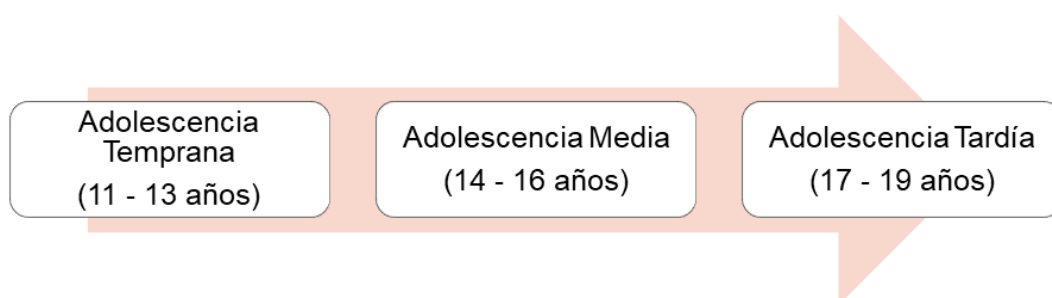 Adolescencia
Temprana
(11 - 13 años)
Adolescencia Media
(14 - 16 años)
Adolescencia Tardía
(17 - 19 años)